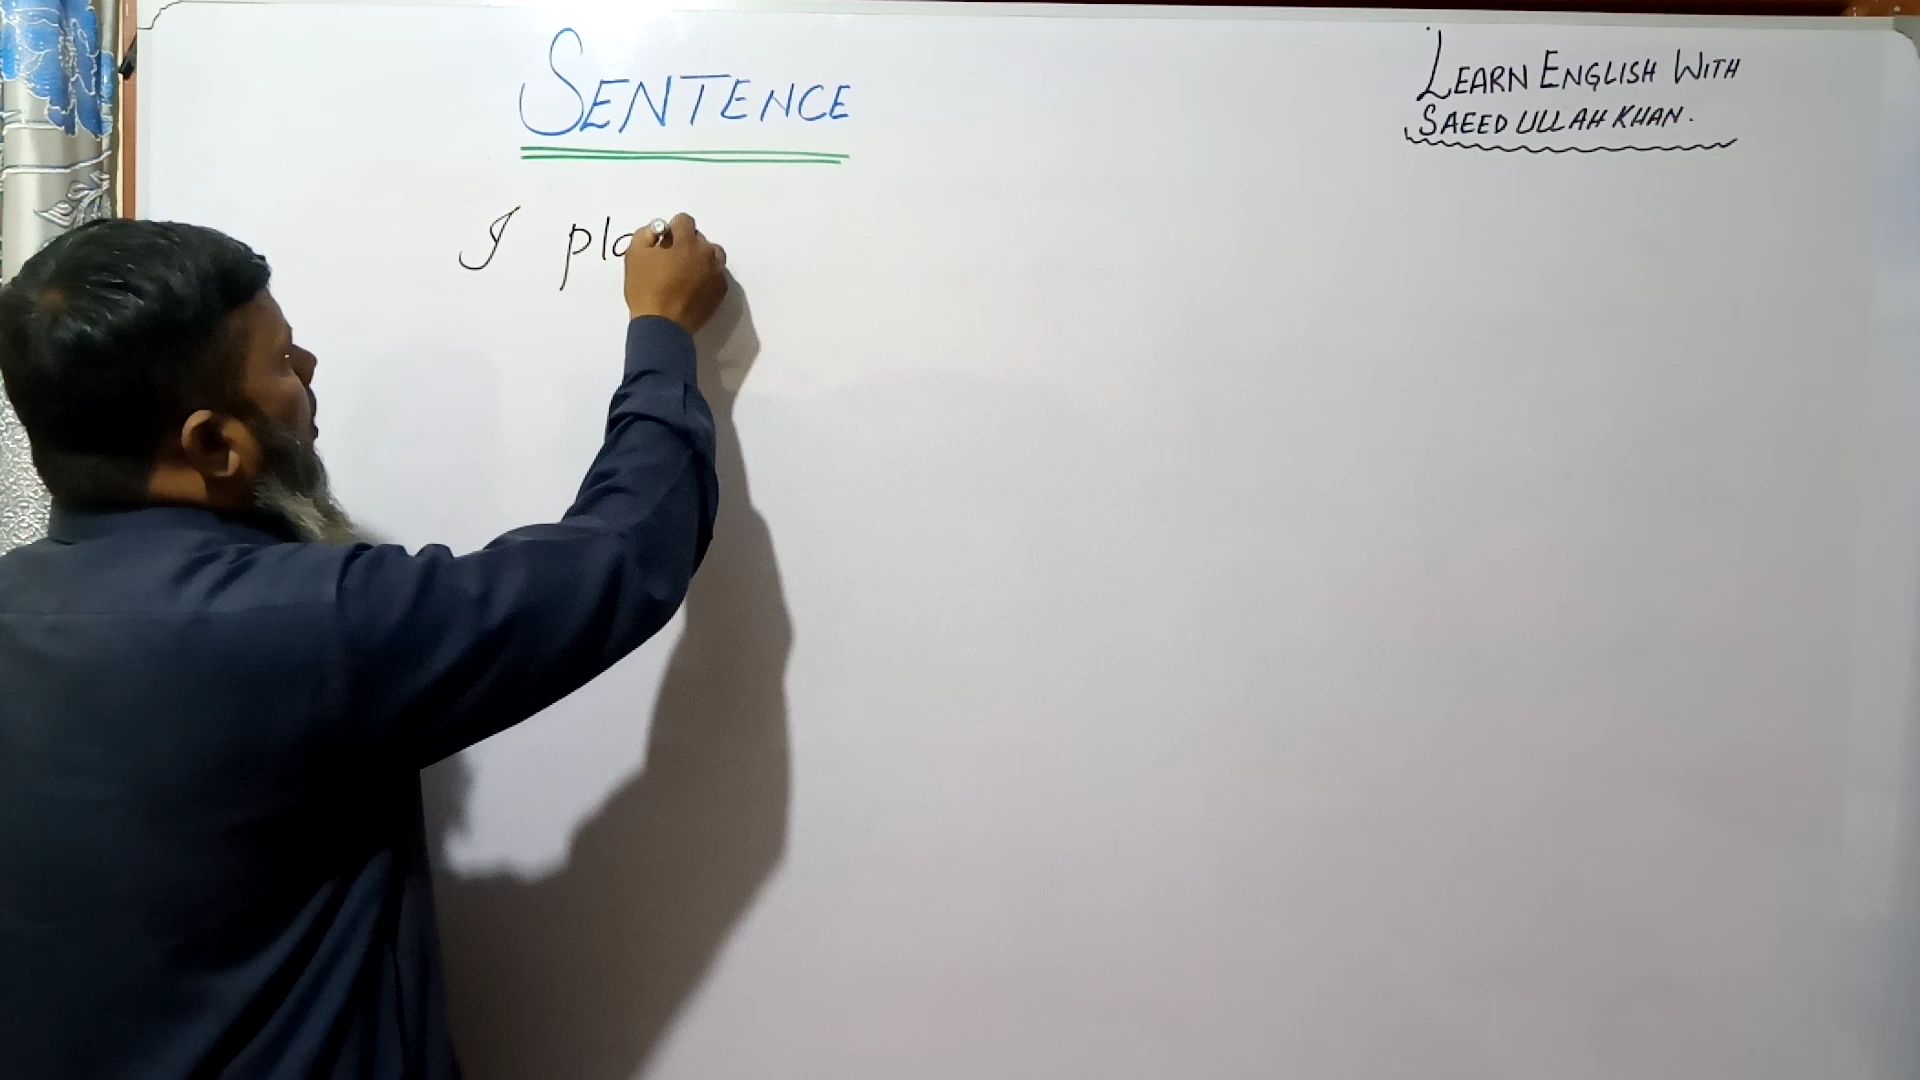 SENTENCE
LEARN ENGLISH WITH
SAEED ULLAH KHAN.
I